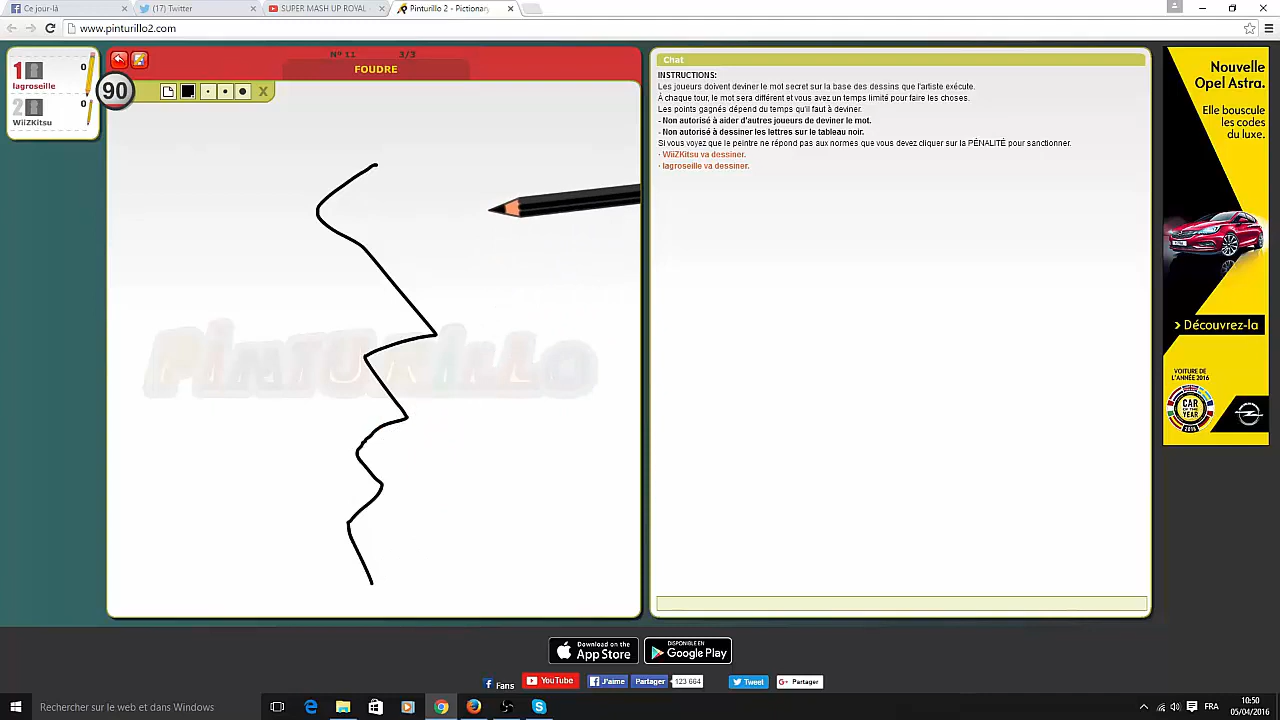 Ce jour-là
(17) Twitter
SUPER MASH UP ROYAL
Pinturillo 2 - Pictionary
www.pinturillo2.com
1 lagroseille 0
2 WiiZKitsu 0
Nº 11 3/3
FOUDRE
90
X
PINTURILLO
Chat
INSTRUCTIONS:
Les joueurs doivent deviner le mot secret sur la base des dessins que l'artiste exécute.
À chaque tour, le mot sera différent et vous avez un temps limité pour faire les choses.
Les points gagnés dépend du temps qu'il faut à deviner.
- Non autorisé à aider d'autres joueurs de deviner le mot.
- Non autorisé à dessiner les lettres sur le tableau noir.
Si vous voyez que le peintre ne répond pas aux normes que vous devez cliquer sur la PÉNALITÉ pour sanctionner.
· WiiZKitsu va dessiner.
· lagroseille va dessiner.
Nouvelle
Opel Astra.
Elle bouscule
les codes
du luxe.
› Découvrez-la
VOITURE DE
L'ANNÉE 2016
CAR
OF THE
YEAR
2016
Download on the
App Store
DISPONIBLE EN
Google Play
Fans
YouTube
J'aime
Partager
123 664
Tweet
G+ Partager
Rechercher sur le web et dans Windows
FRA
10:50
05/04/2016